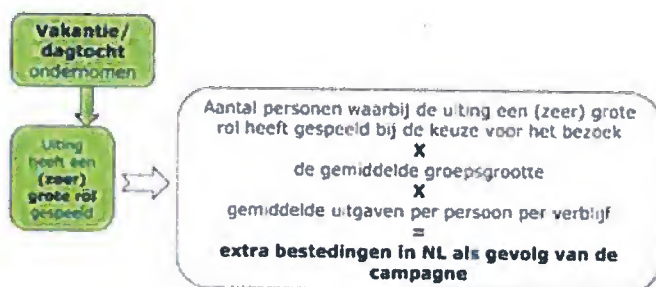 Vakantie/
dagtocht
ondernomen
Uiting
heeft een
(zeer)
grote rol
gespeeld
Aantal personen waarbij de uiting een (zeer) grote
rol heeft gespeeld bij de keuze voor het bezoek
X
de gemiddelde groepsgrootte
X
gemiddelde uitgaven per persoon per verblijf
=
extra bestedingen in NL als gevolg van de
campagne